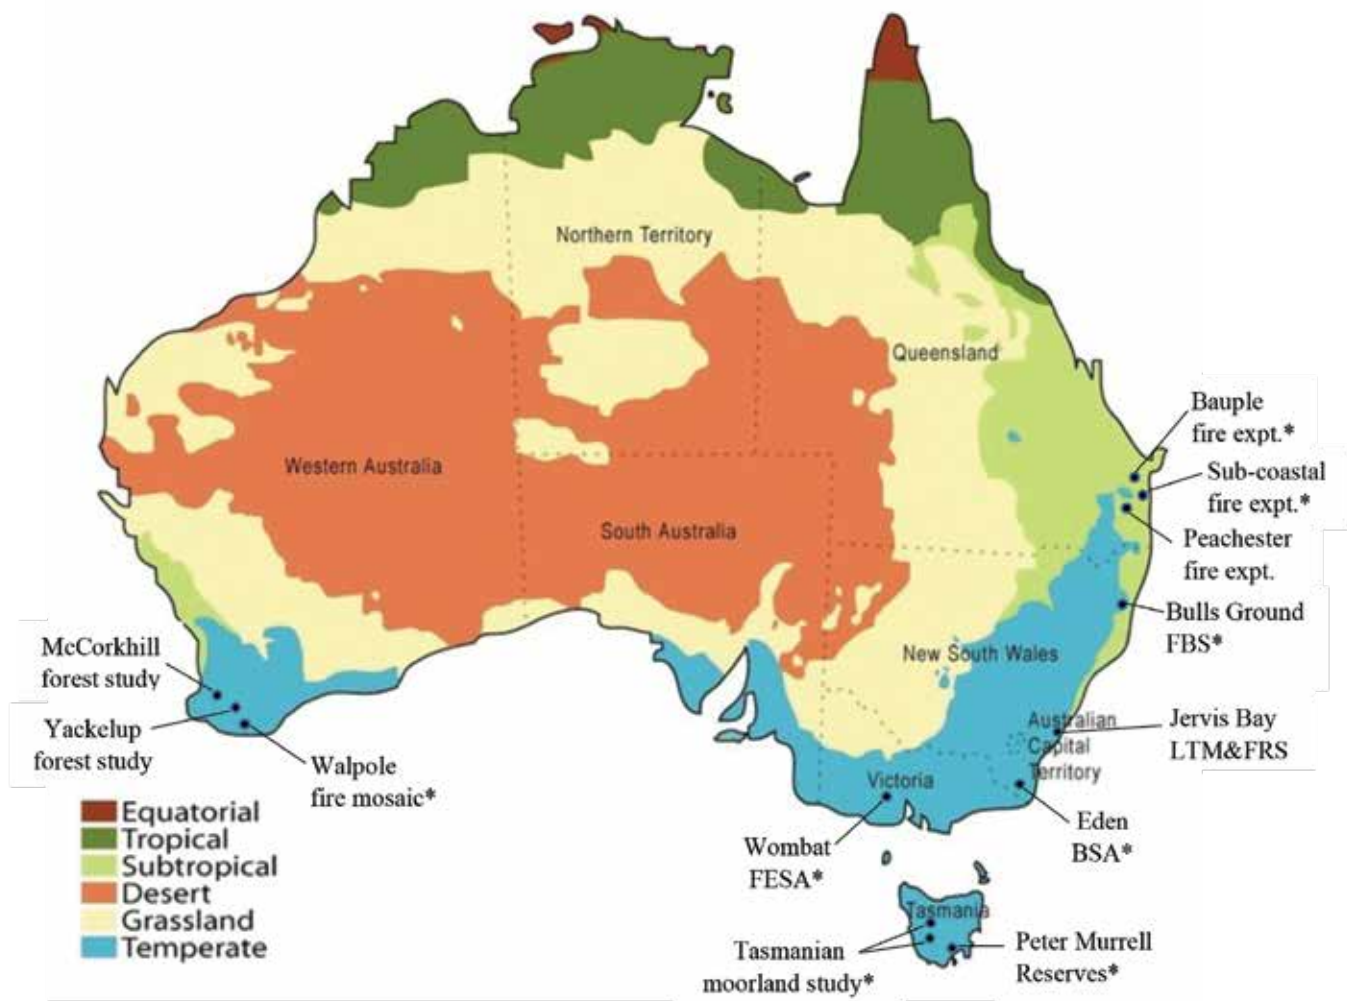 Northern Territory
Queensland
Western Australia
South Australia
New South Wales
Australian
Capital
Territory
Victoria
Tasmania
Bauple
fire expt.*
Sub-coastal
fire expt.*
Peachester
fire expt.
Bulls Ground
FBS*
Jervis Bay
LTM&FRS
Eden
BSA*
Wombat
FESA*
Peter Murrell
Reserves*
Tasmanian
moorland study*
McCorkhill
forest study
Yackelup
forest study
Walpole
fire mosaic*
Equatorial
Tropical
Subtropical
Desert
Grassland
Temperate